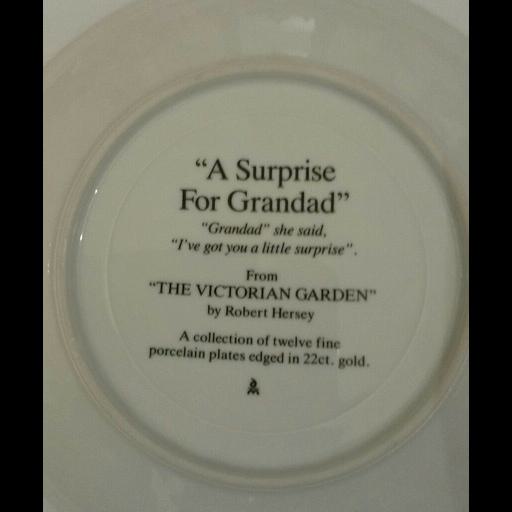 “A Surprise
For Grandad”
"Grandad" she said,
"I've got you a little surprise".
From
“THE VICTORIAN GARDEN”
by Robert Hersey
A collection of twelve fine
porcelain plates edged in 22ct. gold.